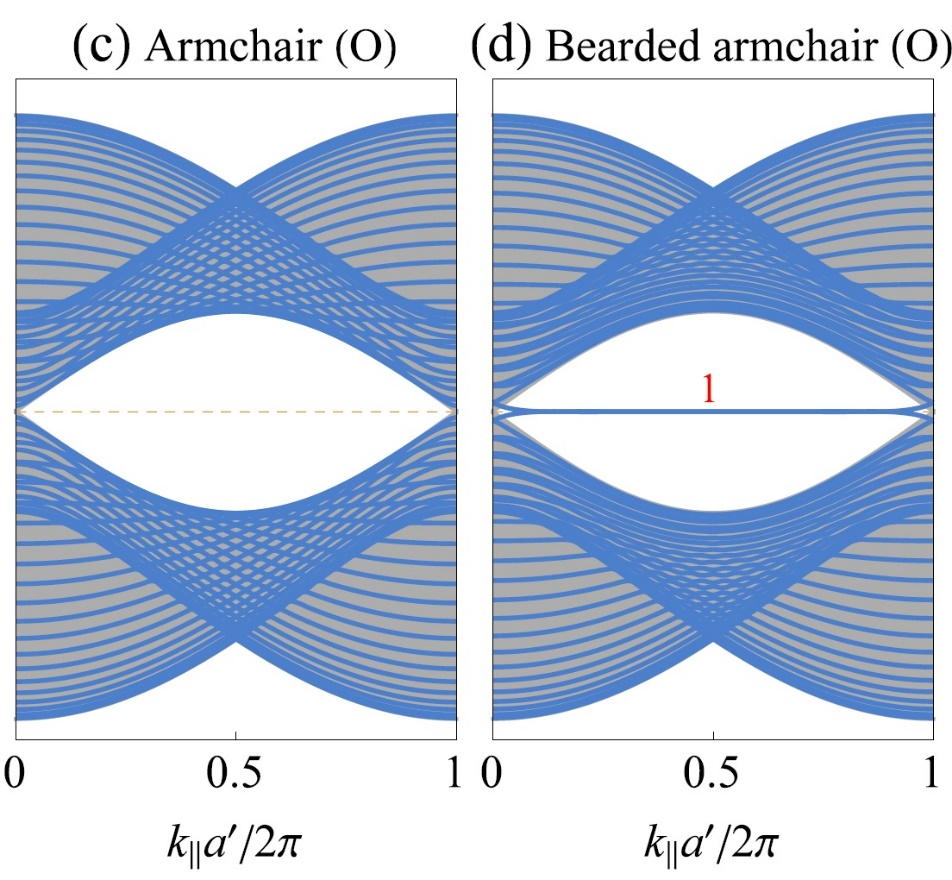 (c) Armchair (O)
(d) Bearded armchair (O)
1
0 0.5 1
0 0.5 1
k∥a′/2π
k∥a′/2π